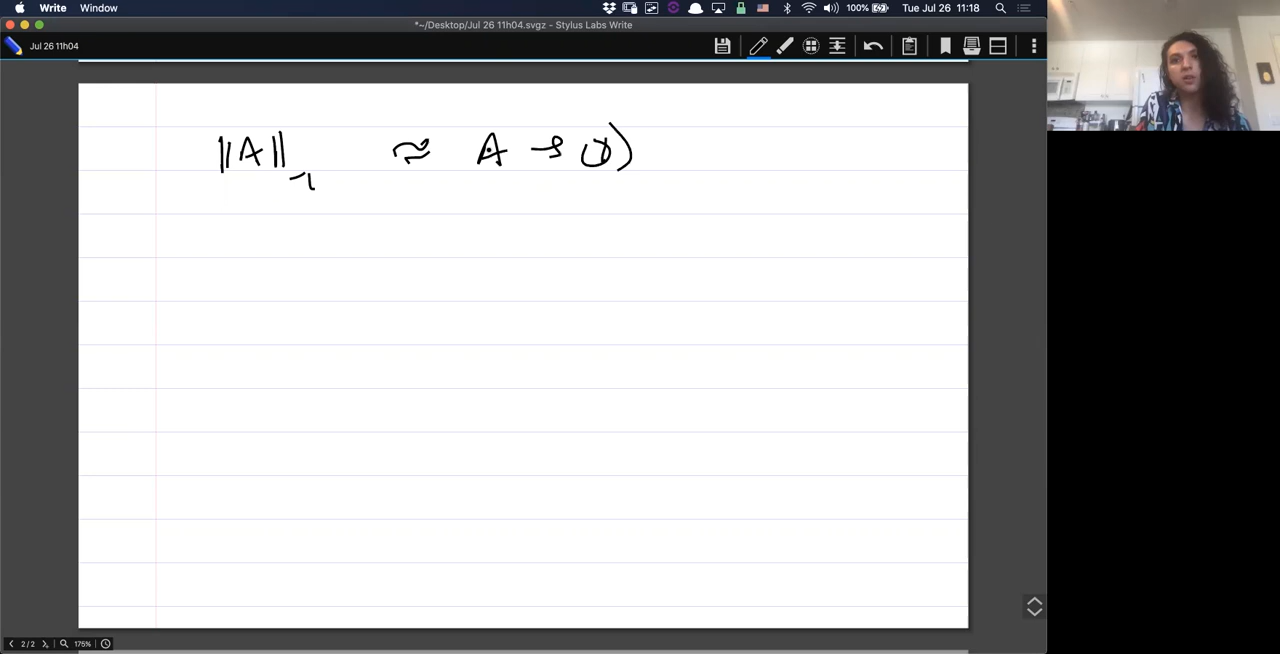 Write Window 100% Tue Jul 26 11:18
*~/Desktop/Jul 26 11h04.svgz - Stylus Labs Write
Jul 26 11h04
||A||₋₁ ≈ A →
2/2 176%